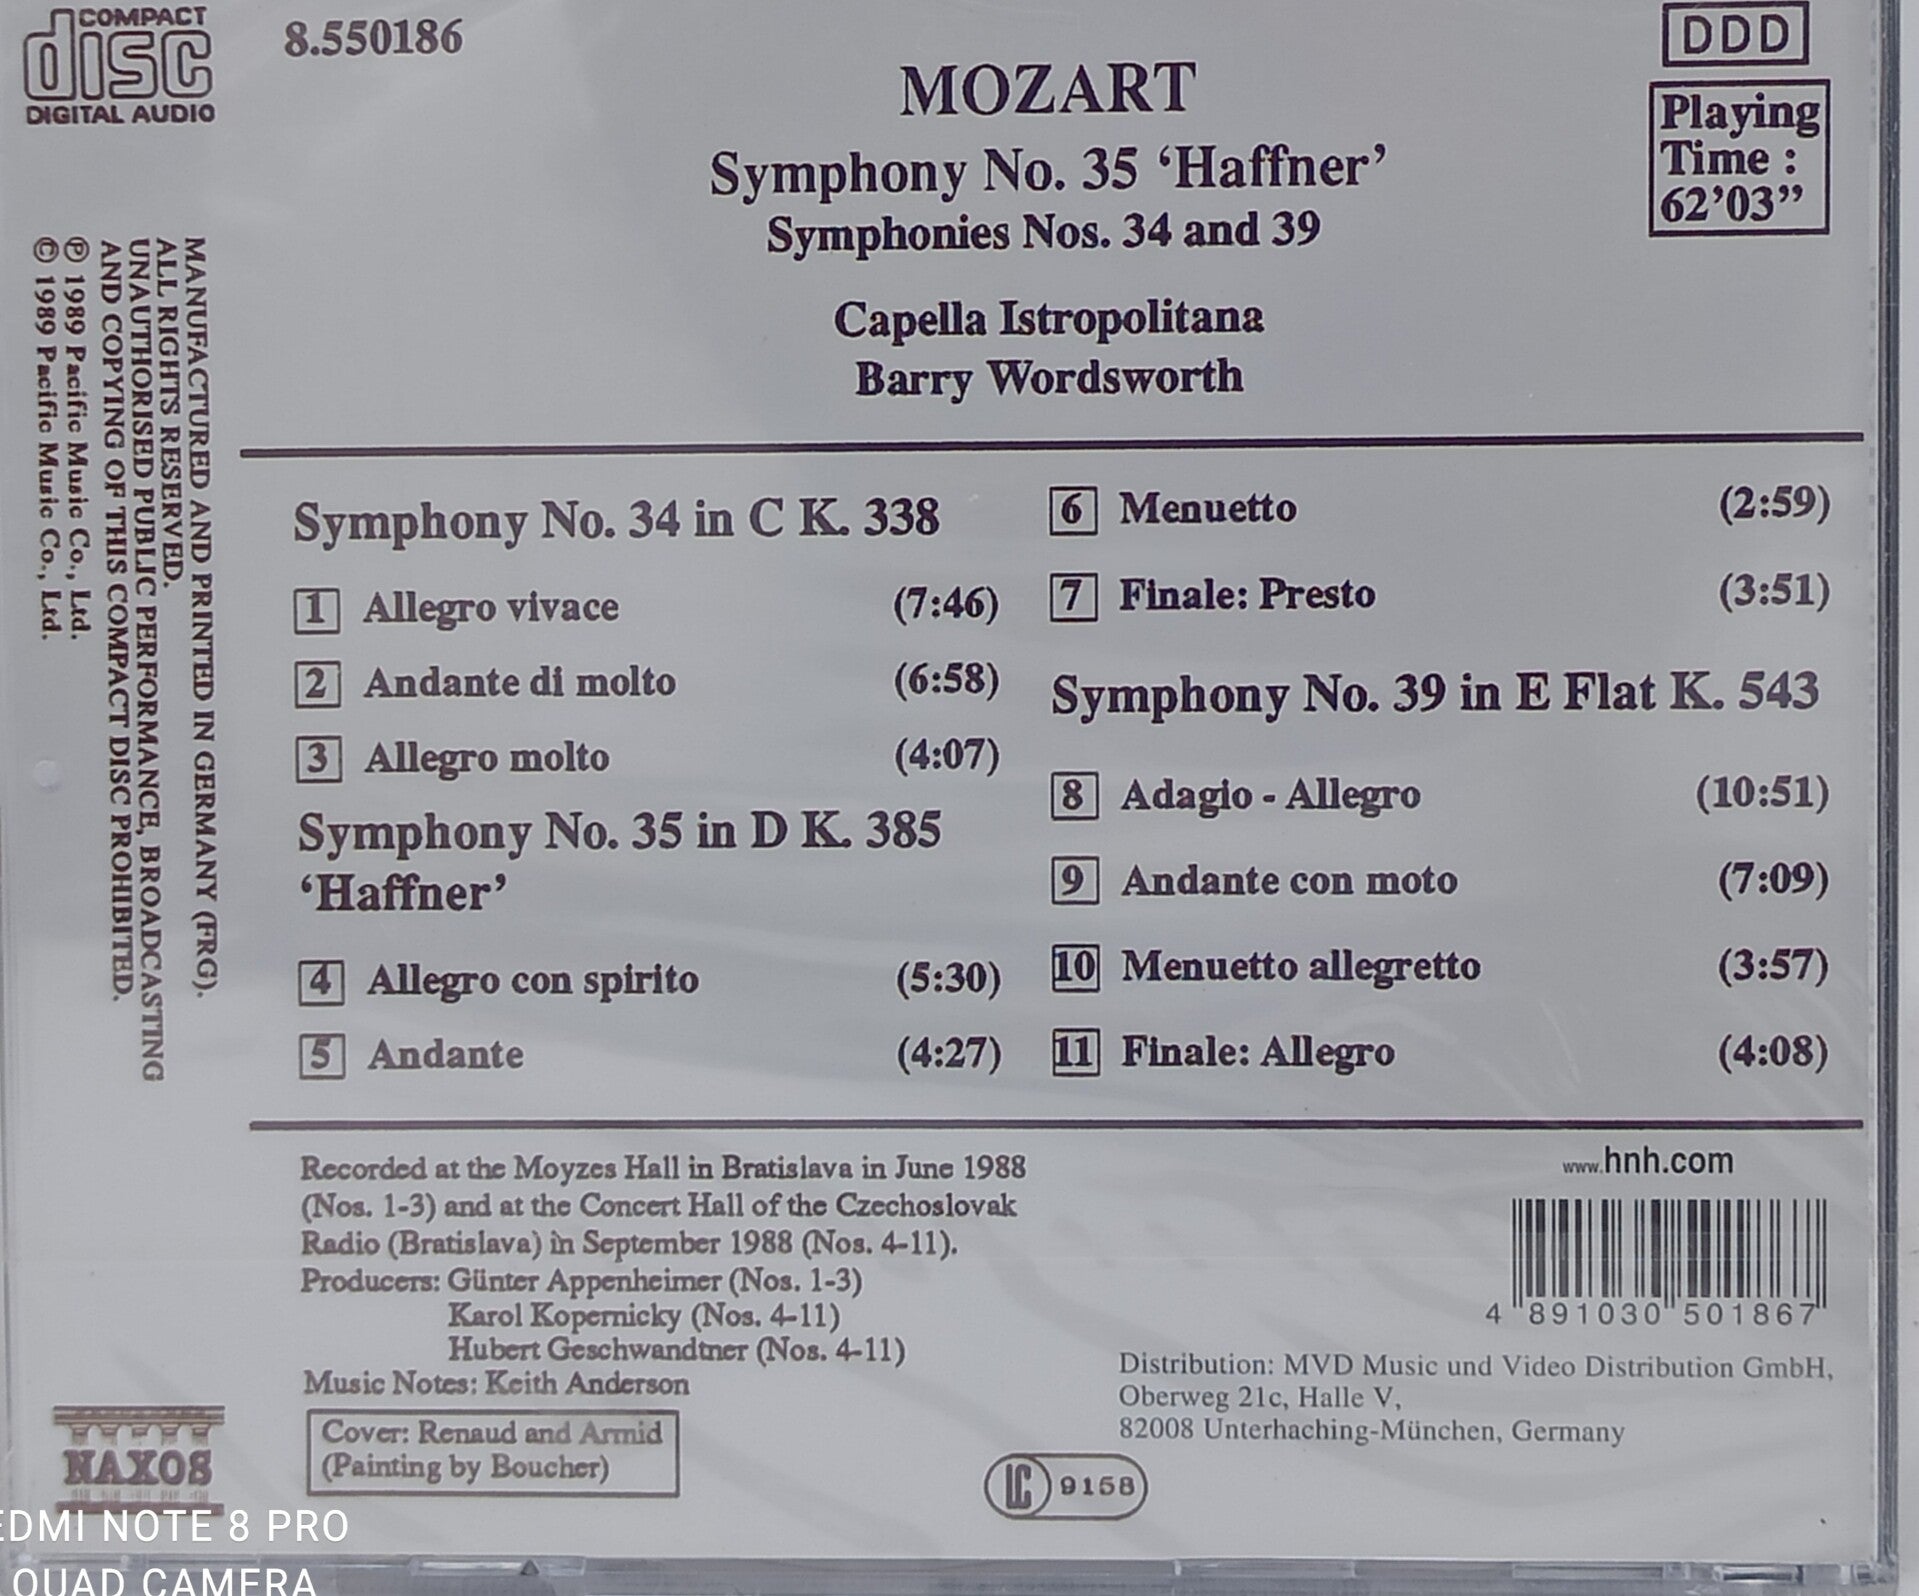 COMPACT
disc
DIGITAL AUDIO
8.550186
DDD
Playing
Time :
62’03”
MOZART
Symphony No. 35 ‘Haffner’
Symphonies Nos. 34 and 39
Capella Istropolitana
Barry Wordsworth
MANUFACTURED AND PRINTED IN GERMANY (FRG).
ALL RIGHTS RESERVED.
UNAUTHORISED PUBLIC PERFORMANCE, BROADCASTING
AND COPYING OF THIS COMPACT DISC PROHIBITED.
℗ 1989 Pacific Music Co., Ltd.
© 1989 Pacific Music Co., Ltd.
Symphony No. 34 in C K. 338
1 Allegro vivace (7:46)
2 Andante di molto (6:58)
3 Allegro molto (4:07)
Symphony No. 35 in D K. 385
‘Haffner’
4 Allegro con spirito (5:30)
5 Andante (4:27)
6 Menuetto (2:59)
7 Finale: Presto (3:51)
Symphony No. 39 in E Flat K. 543
8 Adagio - Allegro (10:51)
9 Andante con moto (7:09)
10 Menuetto allegretto (3:57)
11 Finale: Allegro (4:08)
Recorded at the Moyzes Hall in Bratislava in June 1988
(Nos. 1-3) and at the Concert Hall of the Czechoslovak
Radio (Bratislava) in September 1988 (Nos. 4-11).
Producers: Günter Appenheimer (Nos. 1-3)
Karol Kopernicky (Nos. 4-11)
Hubert Geschwandtner (Nos. 4-11)
Music Notes: Keith Anderson
Cover: Renaud and Armid
(Painting by Boucher)
www.hnh.com
4 891030 501867
Distribution: MVD Music und Video Distribution GmbH,
Oberweg 21c, Halle V,
82008 Unterhaching-München, Germany
LC 9158
NAXOS
EDMI NOTE 8 PRO
QUAD CAMERA